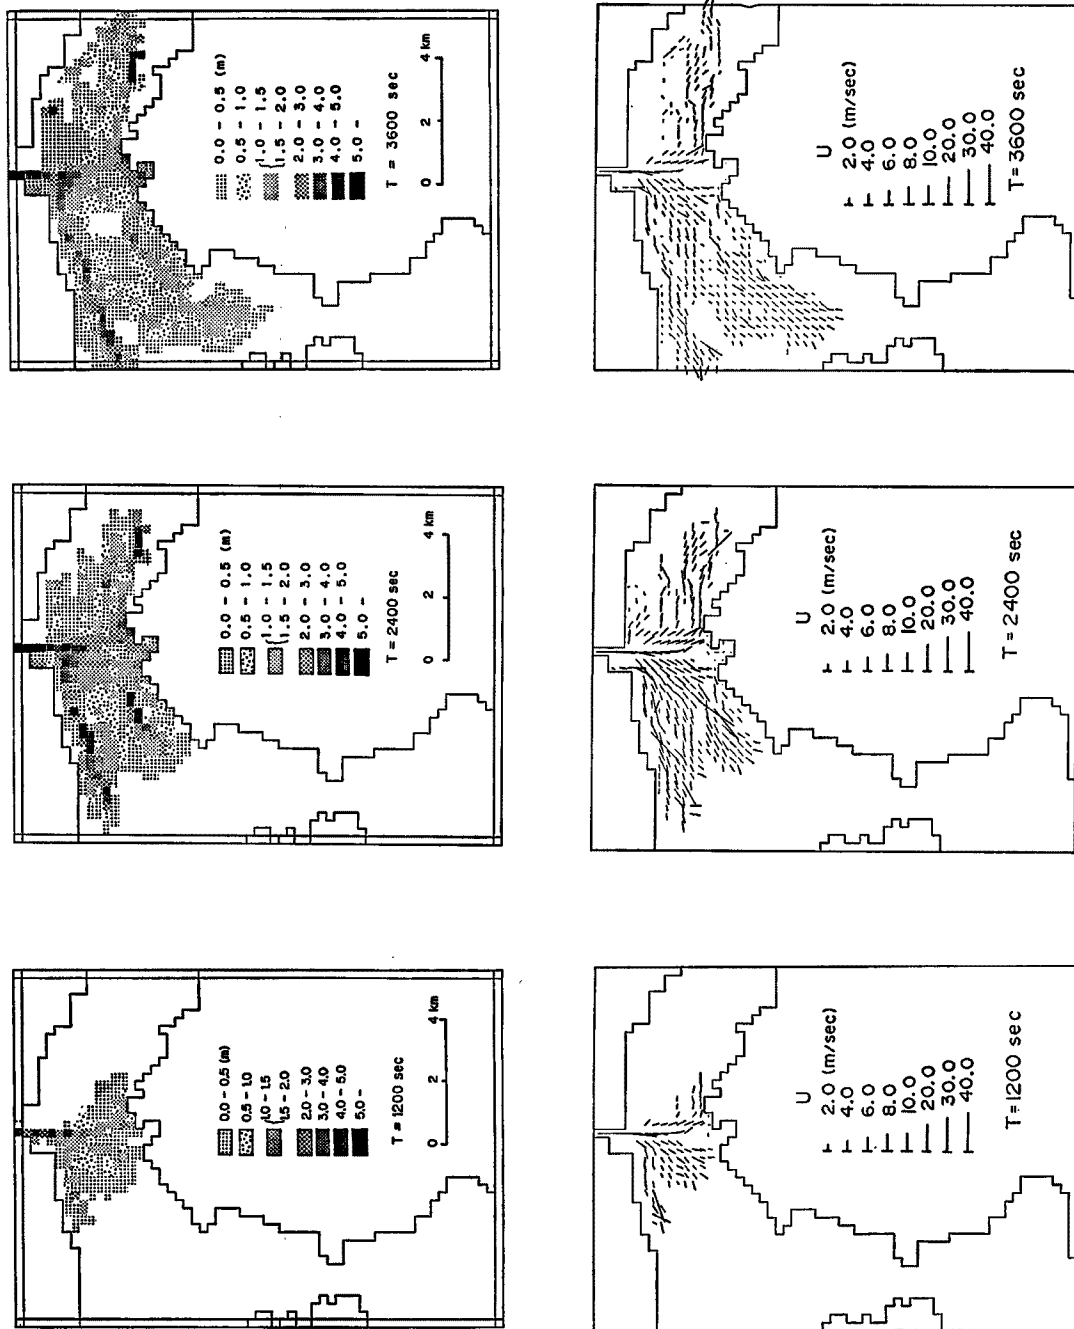 0.0 - 0.5 (m)
0.5 - 1.0
1.0 - 1.5
1.5 - 2.0
2.0 - 3.0
3.0 - 4.0
4.0 - 5.0
5.0 -
T = 3600 sec
0 2 4 km
U
2.0 (m/sec)
4.0
6.0
8.0
10.0
20.0
30.0
40.0
T = 3600 sec
0.0 - 0.5 (m)
0.5 - 1.0
1.0 - 1.5
1.5 - 2.0
2.0 - 3.0
3.0 - 4.0
4.0 - 5.0
5.0 -
T = 2400 sec
0 2 4 km
U
2.0 (m/sec)
4.0
6.0
8.0
10.0
20.0
30.0
40.0
T = 2400 sec
0.0 - 0.5 (m)
0.5 - 1.0
1.0 - 1.5
1.5 - 2.0
2.0 - 3.0
3.0 - 4.0
4.0 - 5.0
5.0 -
T = 1200 sec
0 2 4 km
U
2.0 (m/sec)
4.0
6.0
8.0
10.0
20.0
30.0
40.0
T = 1200 sec